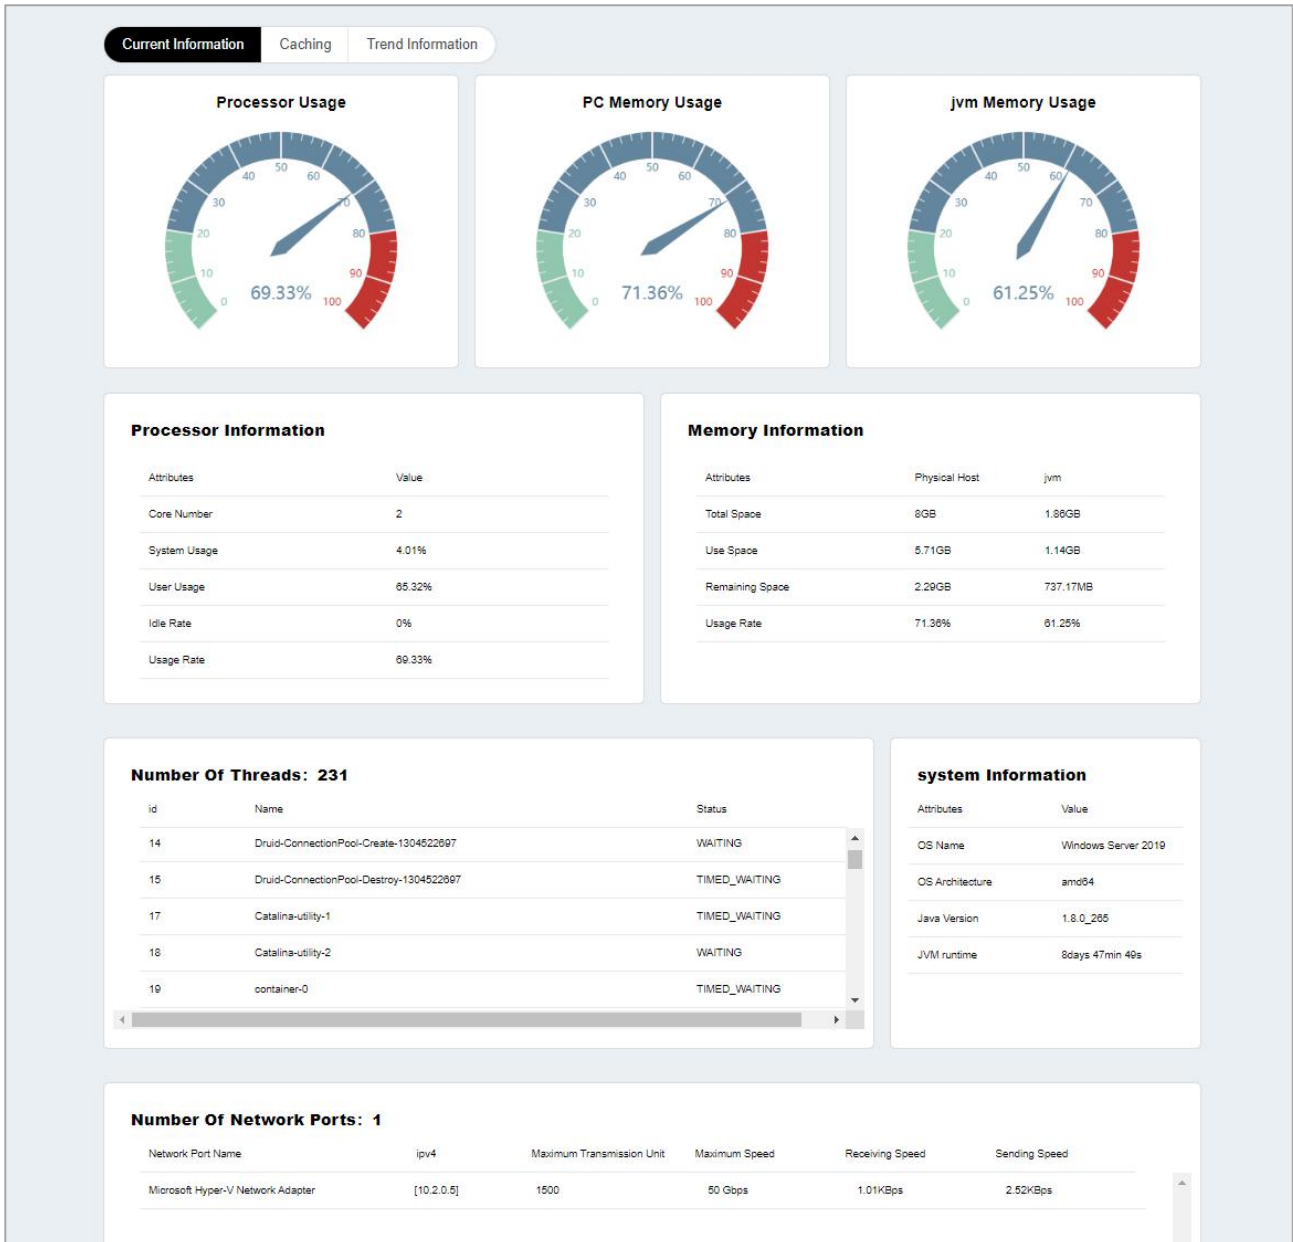 Current Information Caching Trend Information
Processor Usage PC Memory Usage jvm Memory Usage
0 10 20 30 40 50 60 70 80 90 100
69.33%
0 10 20 30 40 50 60 70 80 90 100
71.36%
0 10 20 30 40 50 60 70 80 90 100
61.25%
Processor Information
Attributes Value
Core Number 2
System Usage 4.01%
User Usage 65.32%
Idle Rate 0%
Usage Rate 69.33%
Memory Information
Attributes Physical Host jvm
Total Space 8GB 1.86GB
Use Space 5.71GB 1.14GB
Remaining Space 2.29GB 737.17MB
Usage Rate 71.36% 61.25%
Number Of Threads: 231
id Name Status
14 Druid-ConnectionPool-Create-1304522697 WAITING
15 Druid-ConnectionPool-Destroy-1304522697 TIMED_WAITING
17 Catalina-utility-1 TIMED_WAITING
18 Catalina-utility-2 WAITING
19 container-0 TIMED_WAITING
system Information
Attributes Value
OS Name Windows Server 2019
OS Architecture amd64
Java Version 1.8.0_265
JVM runtime 8days 47min 49s
Number Of Network Ports: 1
Network Port Name ipv4 Maximum Transmission Unit Maximum Speed Receiving Speed Sending Speed
Microsoft Hyper-V Network Adapter [10.2.0.5] 1500 50 Gbps 1.01KBps 2.52KBps